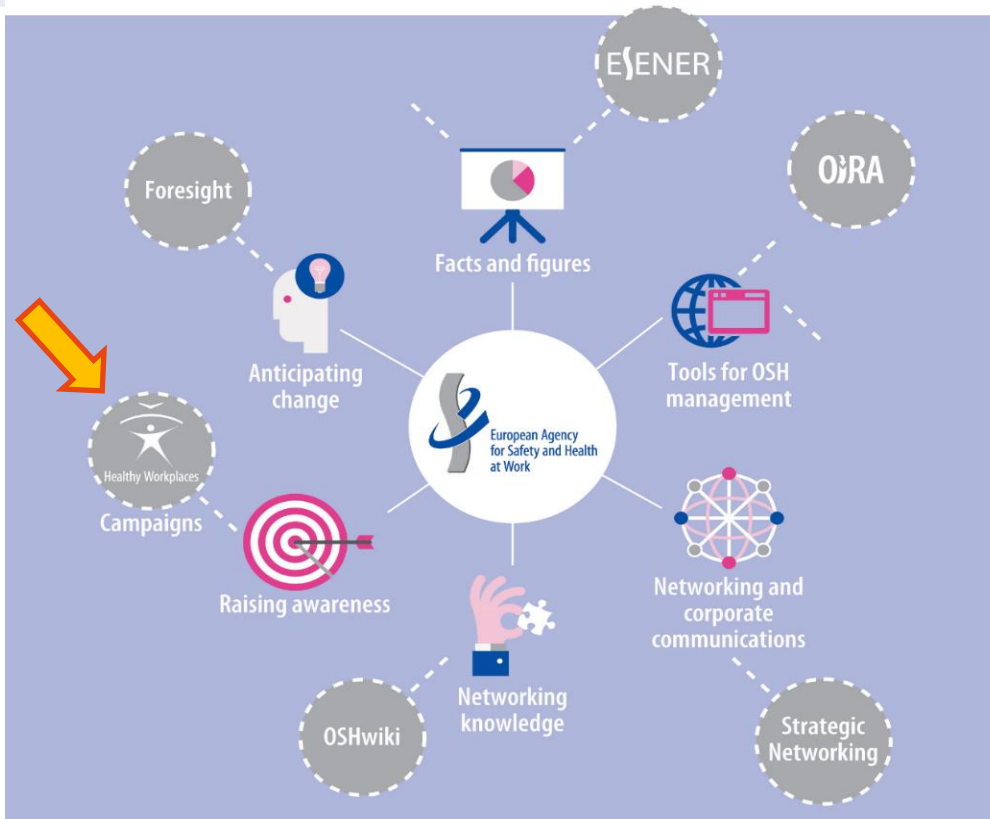 ESENER
OiRA
Foresight
Facts and figures
Anticipating
change
Tools for OSH
management
European Agency
for Safety and Health
at Work
Healthy Workplaces
Campaigns
Raising awareness
Networking and
corporate
communications
Networking
knowledge
OSHwiki
Strategic
Networking